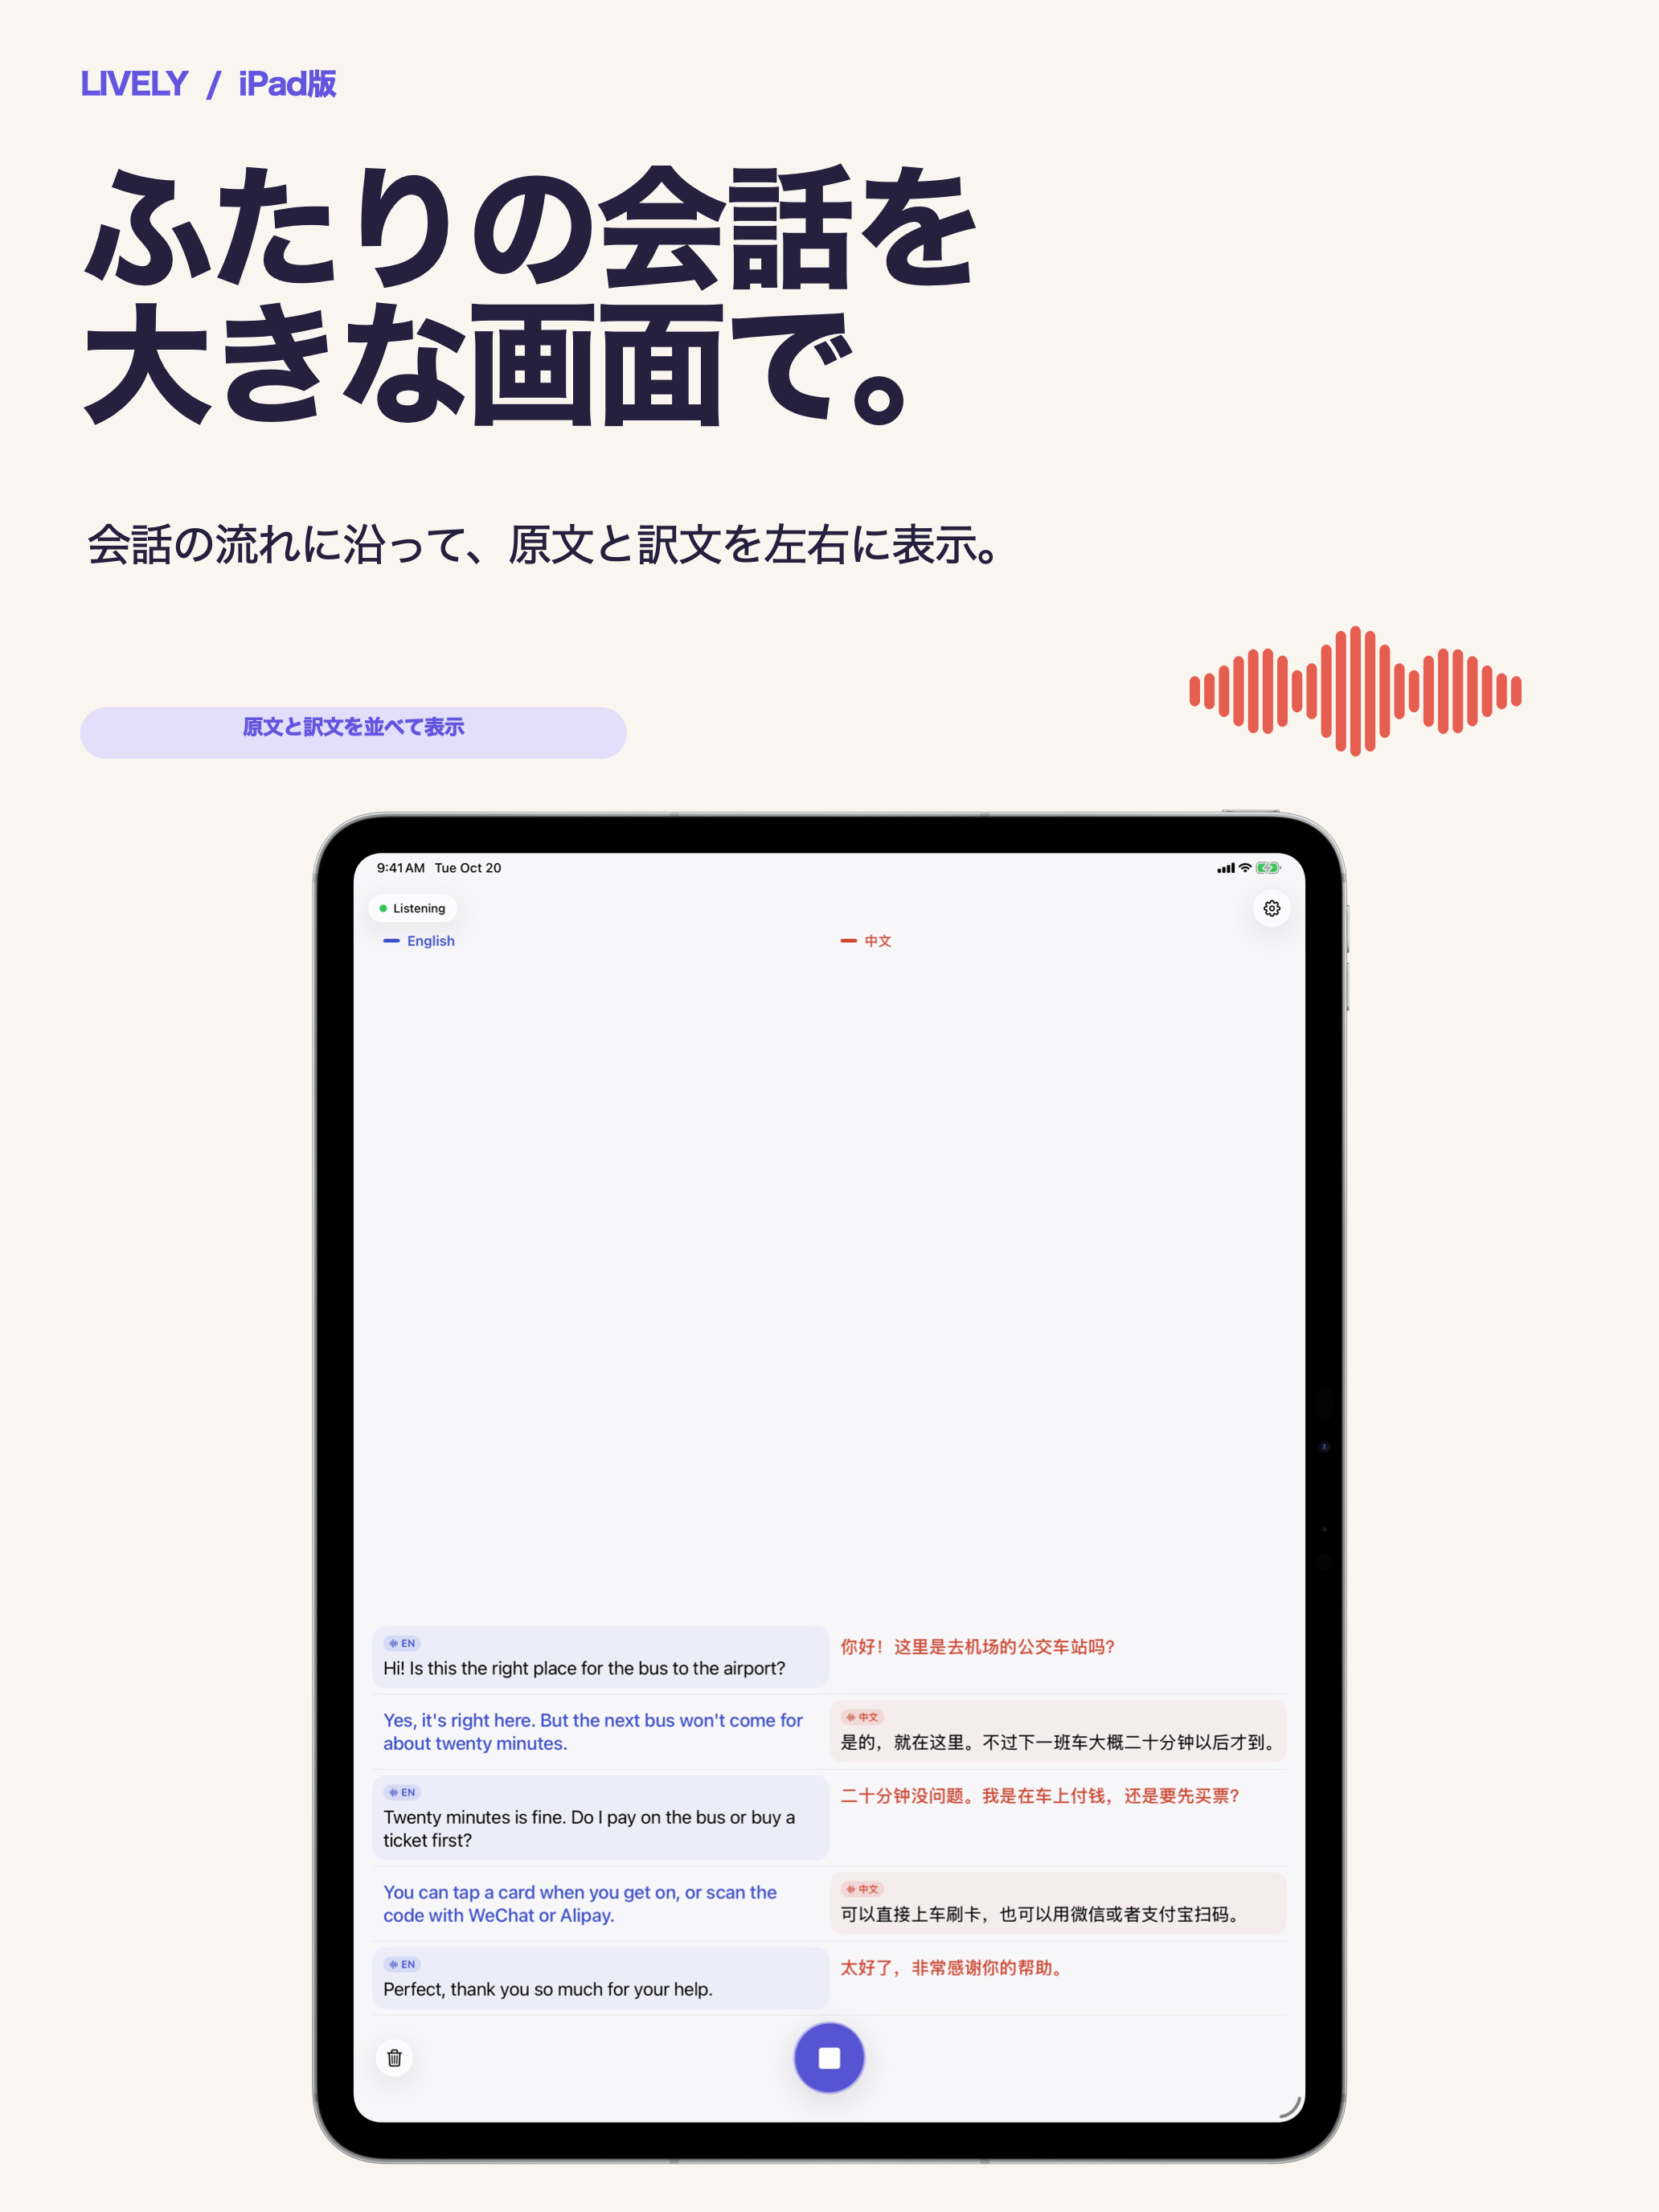 LIVELY / iPad版
ふたりの会話を
大きな画面で。
会話の流れに沿って、原文と訳文を左右に表示。
原文と訳文を並べて表示
9:41 AM Tue Oct 20
Listening
English
中文
EN
Hi! Is this the right place for the bus to the airport?
你好！这里是去机场的公交车站吗？
Yes, it's right here. But the next bus won't come for
about twenty minutes.
中文
是的，就在这里。不过下一班车大概二十分钟以后才到。
EN
Twenty minutes is fine. Do I pay on the bus or buy a
ticket first?
二十分钟没问题。我是在车上付钱，还是要先买票？
You can tap a card when you get on, or scan the
code with WeChat or Alipay.
中文
可以直接上车刷卡，也可以用微信或者支付宝扫码。
EN
Perfect, thank you so much for your help.
太好了，非常感谢你的帮助。